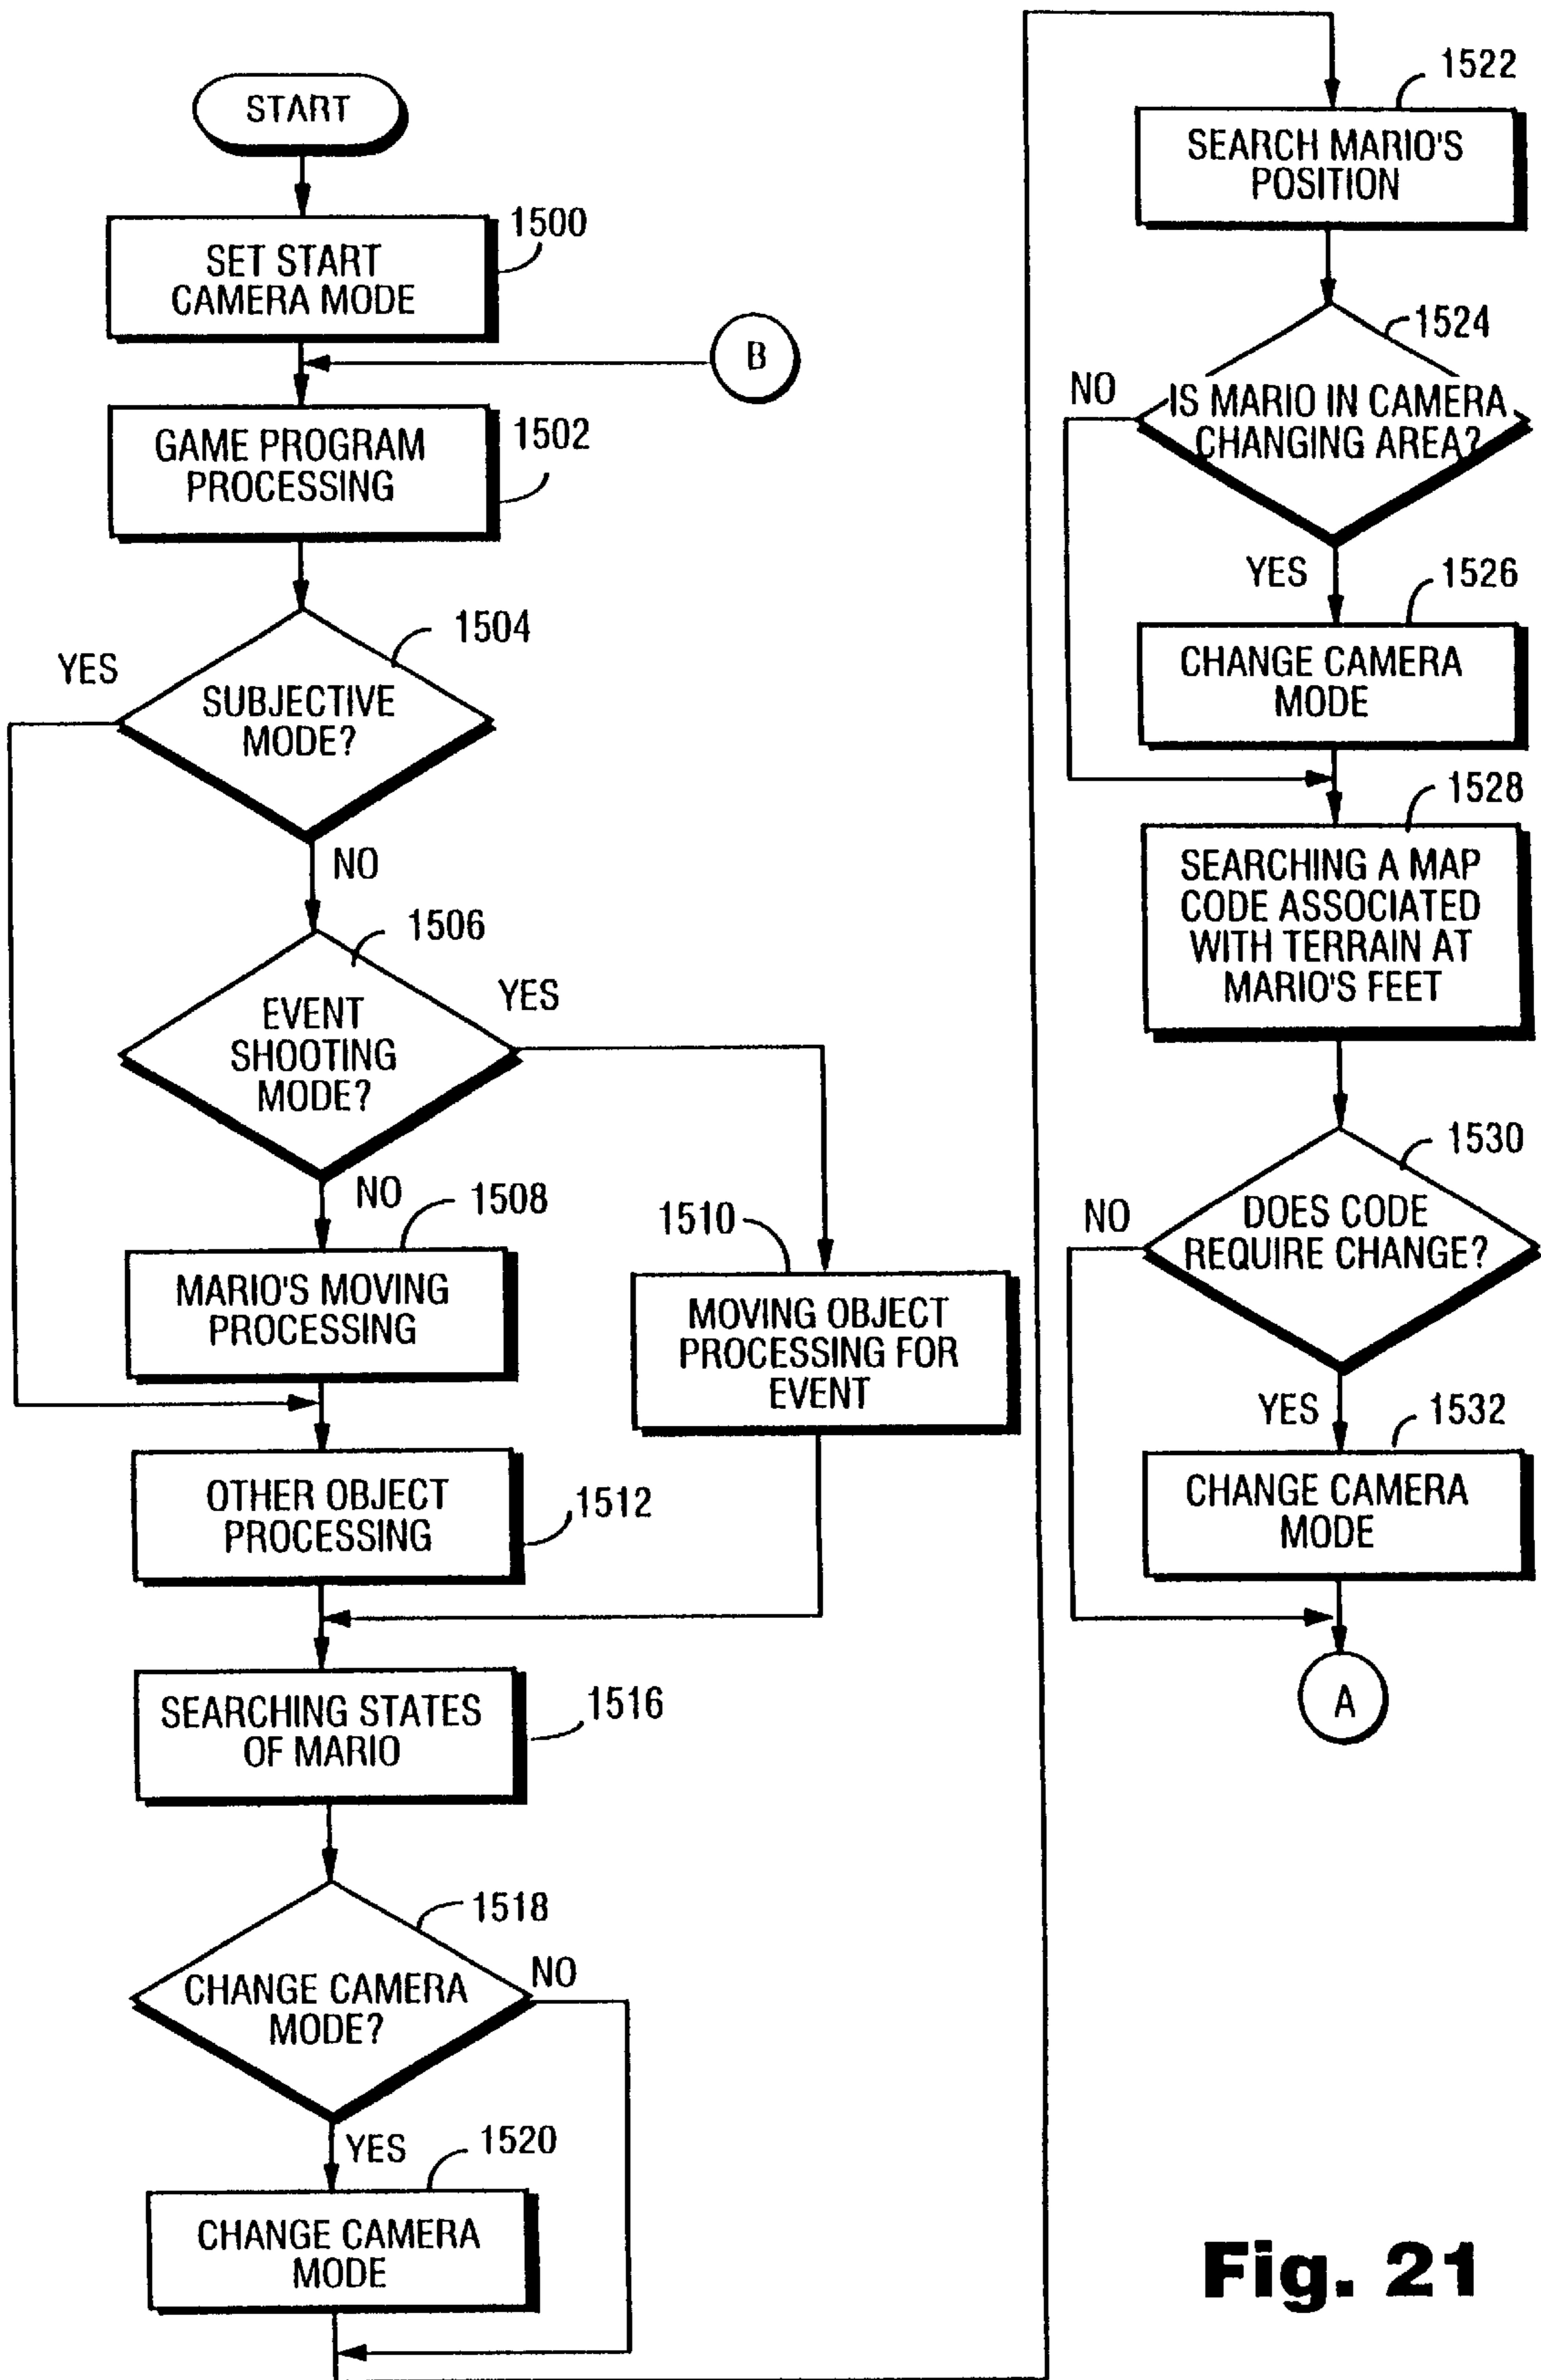 START
1500
SET START
CAMERA MODE
B
1502
GAME PROGRAM
PROCESSING
1504
YES
SUBJECTIVE
MODE?
NO
1506
YES
EVENT
SHOOTING
MODE?
NO
1508
MARIO'S MOVING
PROCESSING
1510
MOVING OBJECT
PROCESSING FOR
EVENT
OTHER OBJECT
PROCESSING
1512
SEARCHING STATES
OF MARIO
1516
1518
NO
CHANGE CAMERA
MODE?
YES
1520
CHANGE CAMERA
MODE
1522
SEARCH MARIO'S
POSITION
1524
NO
IS MARIO IN CAMERA
CHANGING AREA?
YES
1526
CHANGE CAMERA
MODE
1528
SEARCHING A MAP
CODE ASSOCIATED
WITH TERRAIN AT
MARIO'S FEET
1530
NO
DOES CODE
REQUIRE CHANGE?
YES
1532
CHANGE CAMERA
MODE
A
Fig. 21